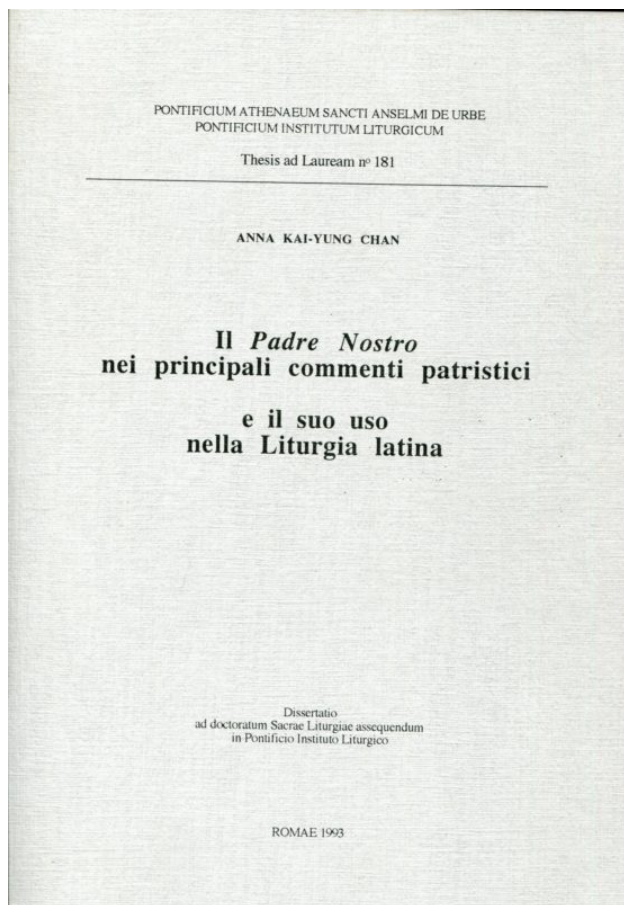 PONTIFICIUM ATHENAEUM SANCTI ANSELMI DE URBE
PONTIFICIUM INSTITUTUM LITURGICUM
Thesis ad Lauream nº 181
ANNA KAI-YUNG CHAN
Il Padre Nostro
nei principali commenti patristici
e il suo uso
nella Liturgia latina
Dissertatio
ad doctoratum Sacrae Liturgiae assequendum
in Pontificio Instituto Liturgico
ROMAE 1993